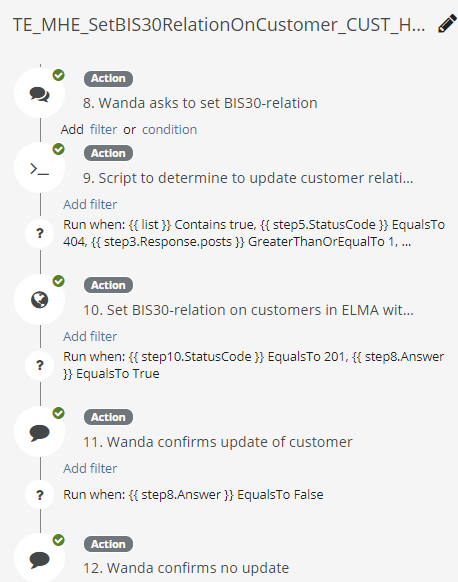 TE_MHE_SetBIS30RelationOnCustomer_CUST_H...
Action
8. Wanda asks to set BIS30-relation
Add filter or condition
Action
9. Script to determine to update customer relati...
Add filter
? Run when: {{ list }} Contains true, {{ step5.StatusCode }} EqualsTo
404, {{ step3.Response.posts }} GreaterThanOrEqualTo 1, ...
Action
10. Set BIS30-relation on customers in ELMA wit...
Add filter
? Run when: {{ step10.StatusCode }} EqualsTo 201, {{ step8.Answer
}} EqualsTo True
Action
11. Wanda confirms update of customer
Add filter
? Run when: {{ step8.Answer }} EqualsTo False
Action
12. Wanda confirms no update